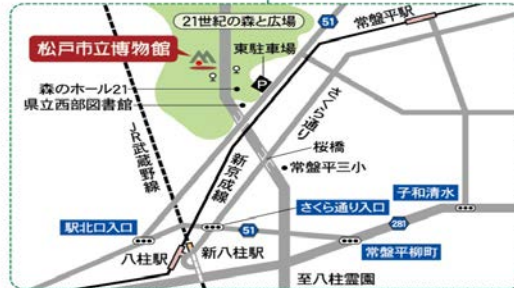 21世紀の森と広場
51
常盤平駅
松戸市立博物館
東駐車場
P
森のホール21
県立西部図書館
さくら通り
桜橋
JR武蔵野線
新京成線
常盤平三小
子和清水
さくら通り入口
駅北口入口
51
281
八柱駅
新八柱駅
常盤平柳町
至八柱霊園